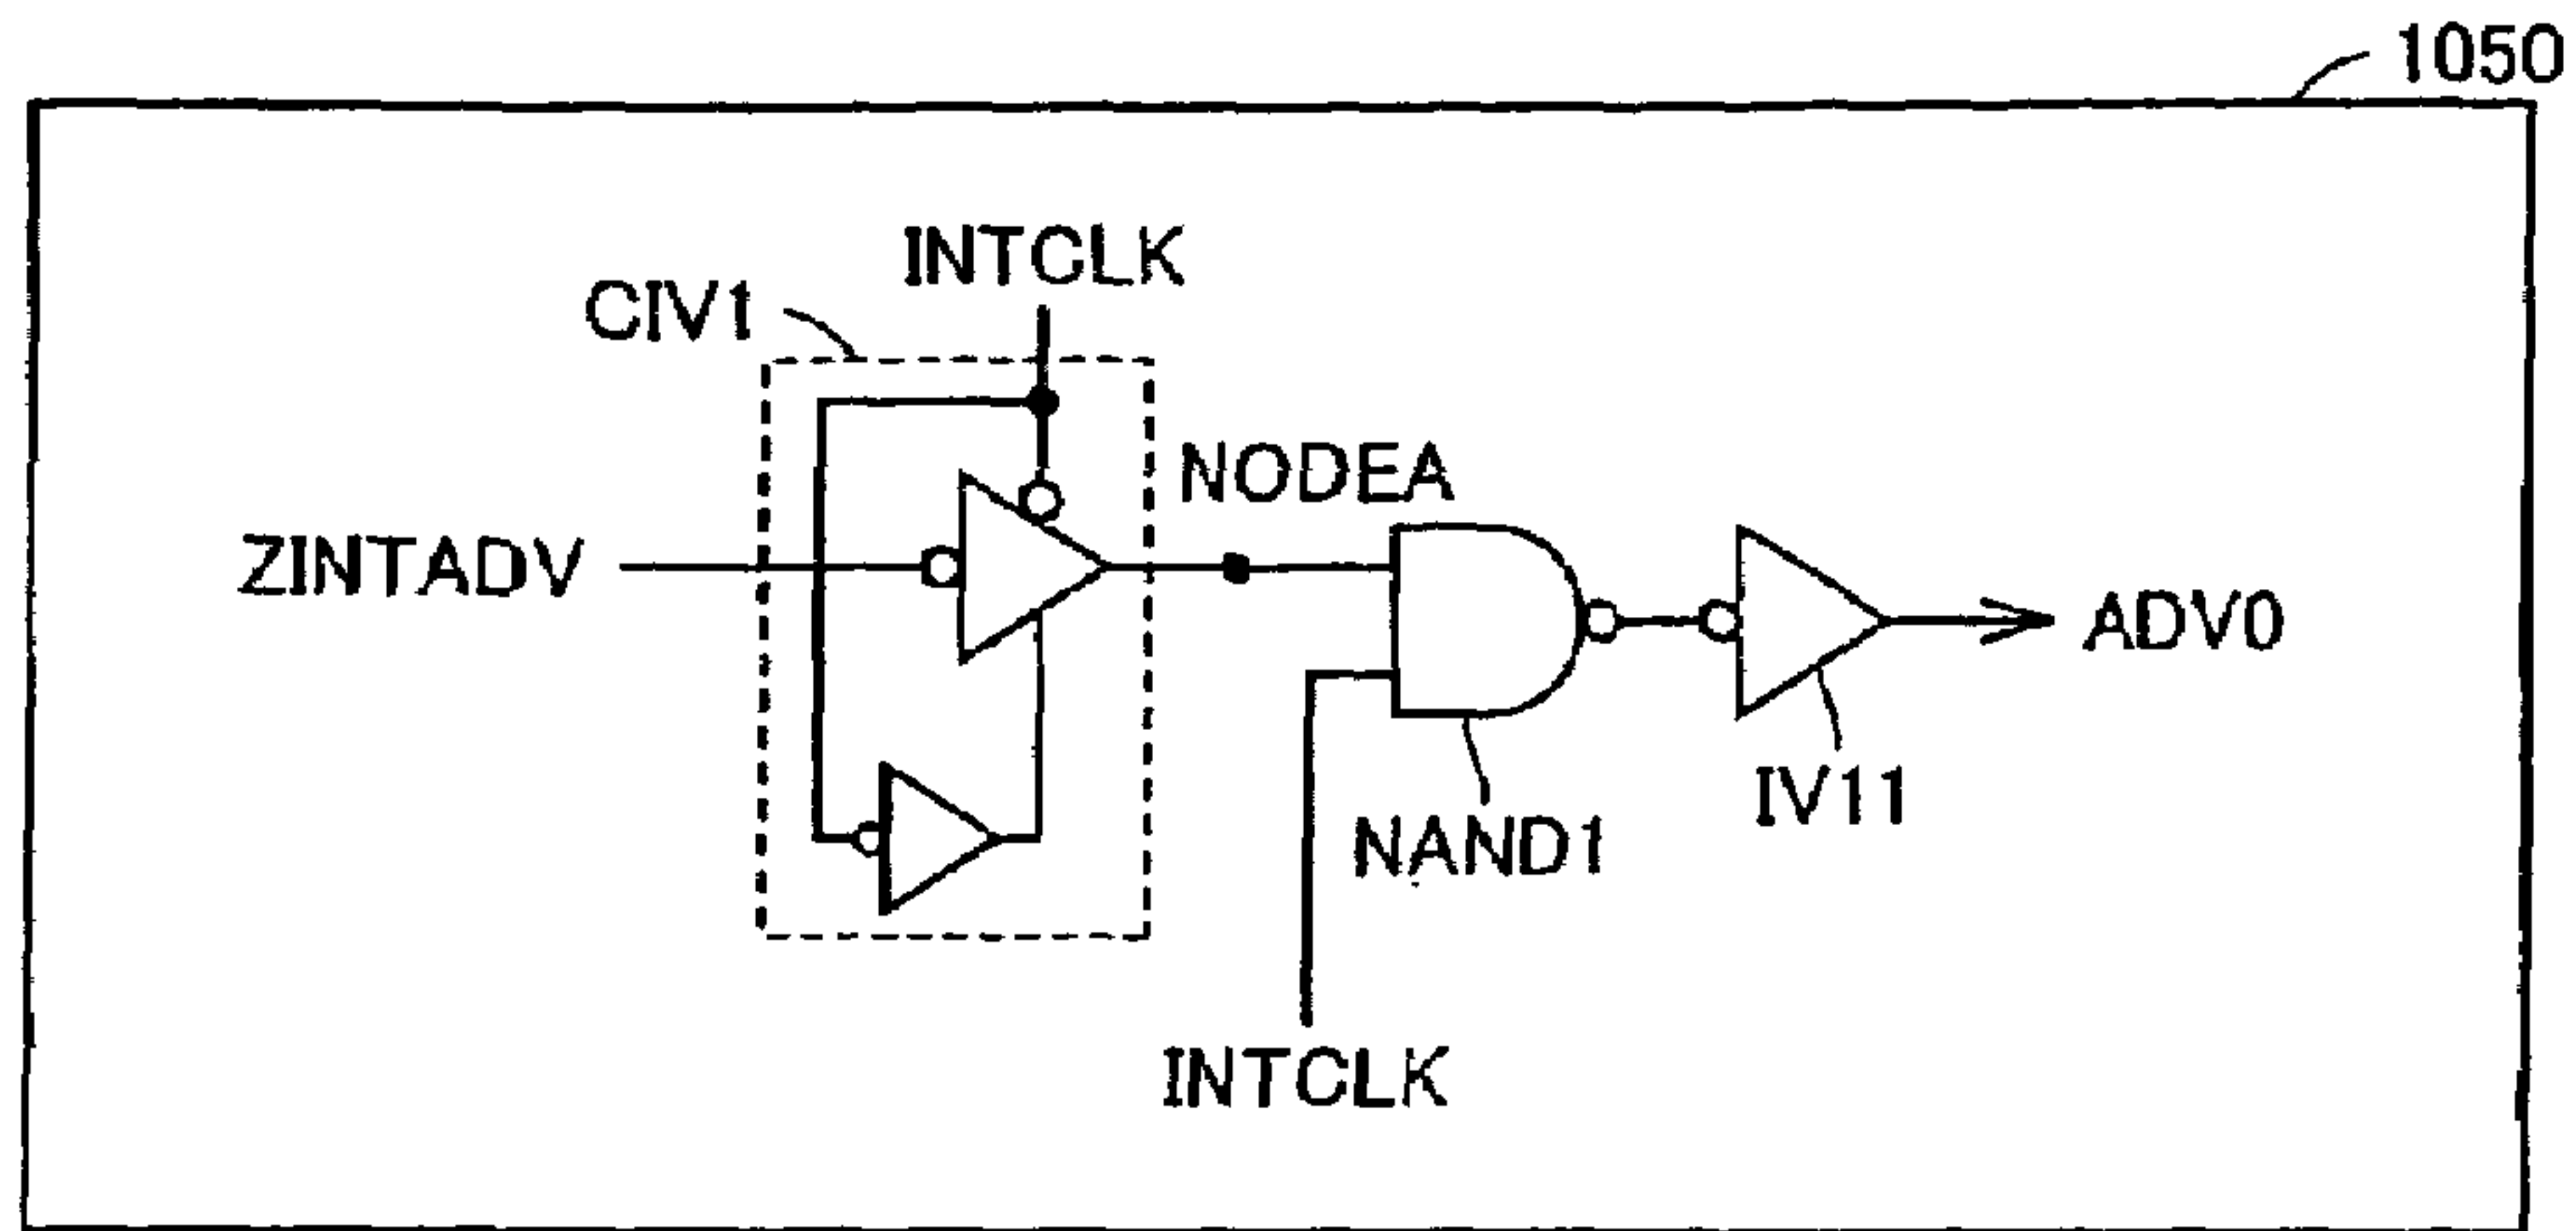 1050
INTCLK
CIV1
NODEA
ZINTADV
ADV0
IV11
NAND1
INTCLK